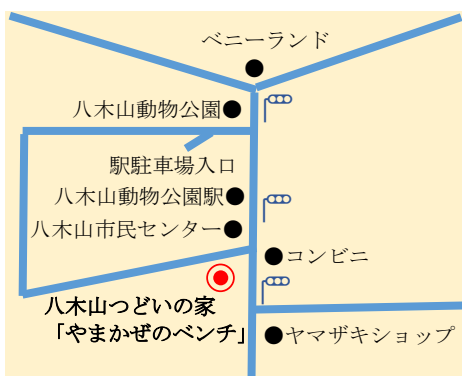 ベニーランド
八木山動物公園
駅駐車場入口
八木山動物公園駅
八木山市民センター
コンビニ
八木山つどいの家
「やまかぜのベンチ」
ヤマザキショップ